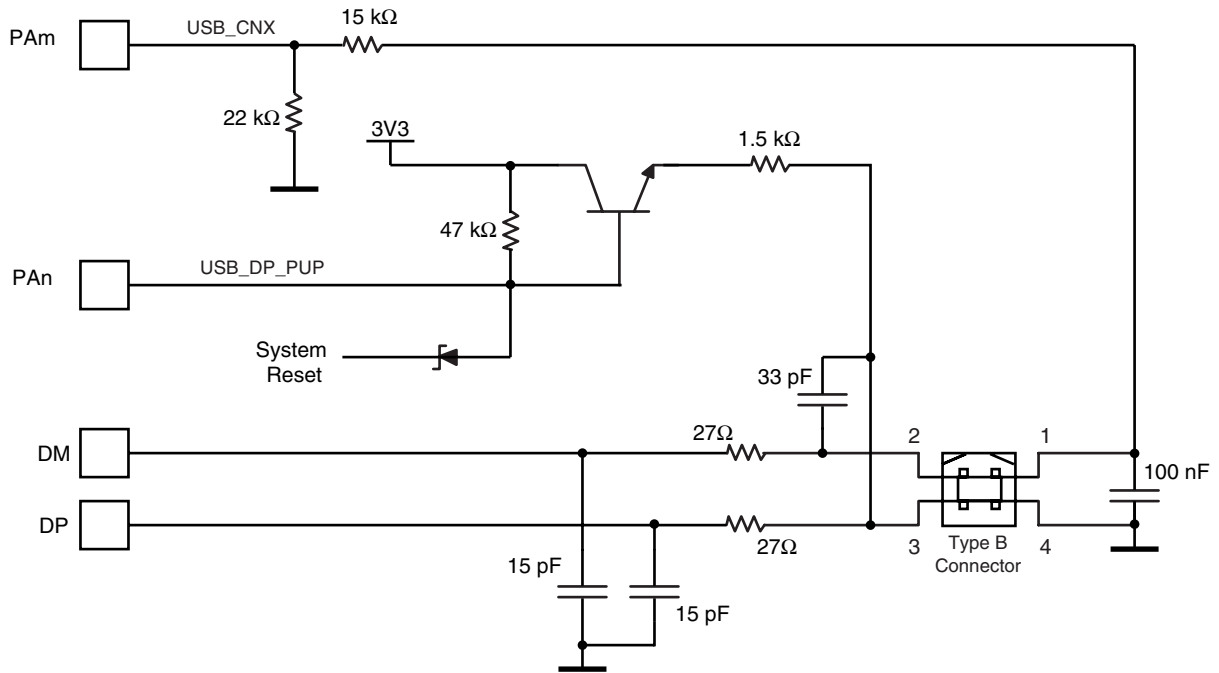 PAm
USB_CNX
15 kΩ
22 kΩ
3V3
1.5 kΩ
47 kΩ
PAn
USB_DP_PUP
System
Reset
33 pF
DM
27Ω
2
1
100 nF
DP
27Ω
3
Type B
Connector
4
15 pF
15 pF